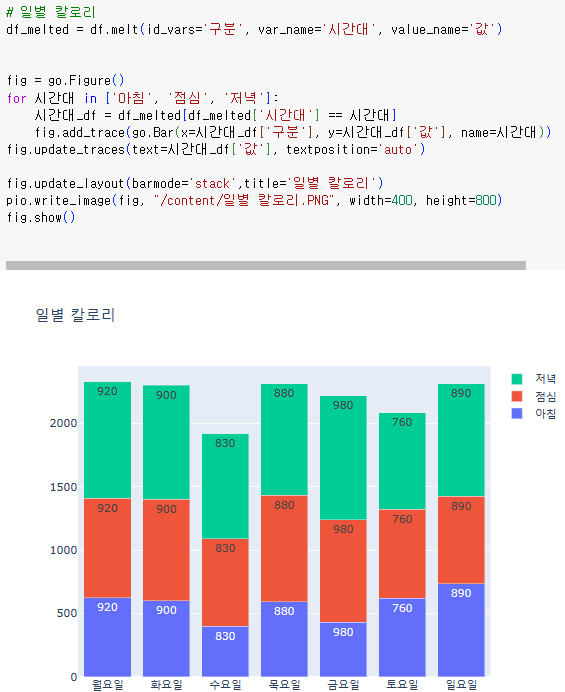 # 일별 칼로리
df_melted = df.melt(id_vars='구분', var_name='시간대', value_name='값')
fig = go.Figure()
for 시간대 in ['아침', '점심', '저녁']:
시간대_df = df_melted[df_melted['시간대'] == 시간대]
fig.add_trace(go.Bar(x=시간대_df['구분'], y=시간대_df['값'], name=시간대))
fig.update_traces(text=시간대_df['값'], textposition='auto')
fig.update_layout(barmode='stack',title='일별 칼로리')
pio.write_image(fig, "/content/일별 칼로리.PNG", width=400, height=800)
fig.show()
일별 칼로리
저녁
점심
아침
2000
1500
1000
500
0
920 900 830 880 980 760 890
920 900 830 880 980 760 890
920 900 830 880 980 760 890
월요일 화요일 수요일 목요일 금요일 토요일 일요일